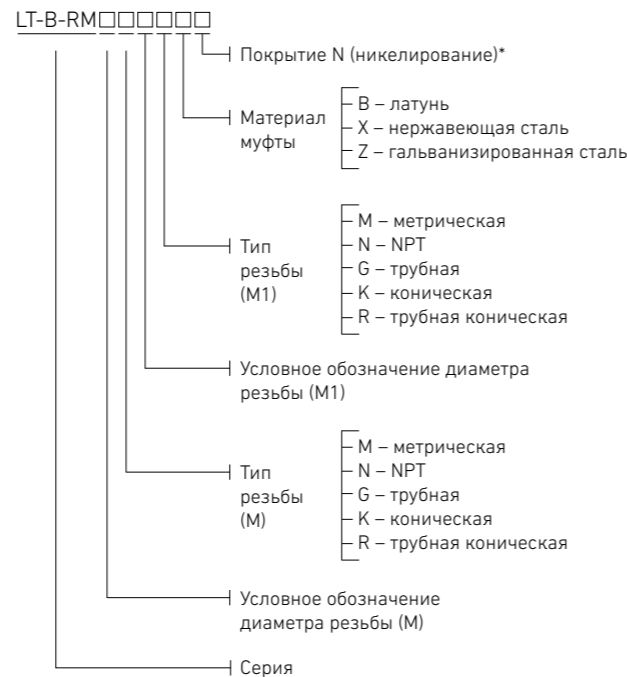 LT-B-RM□□□□□□
Покрытие N (никелирование)*
Материал
муфты
B – латунь
X – нержавеющая сталь
Z – гальванизированная сталь
Тип
резьбы
(M1)
M – метрическая
N – NPT
G – трубная
K – коническая
R – трубная коническая
Условное обозначение диаметра
резьбы (M1)
Тип
резьбы
(M)
M – метрическая
N – NPT
G – трубная
K – коническая
R – трубная коническая
Условное обозначение
диаметра резьбы (M)
Серия